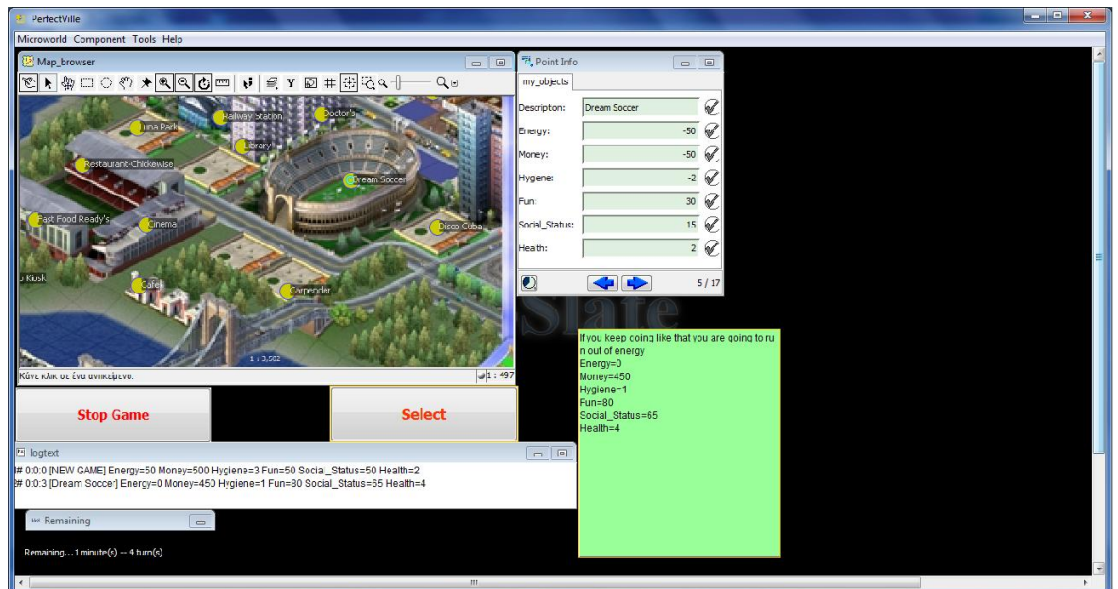 PerfectVille
Microworld Component Tools Help
Map_browser
Luna Park
Railway Station
Doctor's
Library
Restaurant-Chickewise
Dream Soccer
Fast Food Ready's
Cinema
Disco Cuba
Kiosk
Cafe
Carpender
1 : 3,502
Κάνε κλικ σε ένα αντικείμενο.
1 : 497
Stop Game
Select
logtext
# 0:0:0 [NEW GAME] Energy=50 Money=500 Hygiene=3 Fun=50 Social_Status=50 Health=2
# 0:0:3 [Dream Soccer] Energy=0 Money=450 Hygiene=1 Fun=80 Social_Status=65 Health=4
Remaining
Remaining... 1 minute(s) -- 4 turn(s)
Point Info
my_objects
Descripton: Dream Soccer
Energy: -50
Money: -50
Hygene: -2
Fun: 30
Social_Status: 15
Health: 2
5 / 17
Slate
If you keep going like that you are going to ru
n out of energy
Energy=0
Money=450
Hygiene=1
Fun=80
Social_Status=65
Health=4